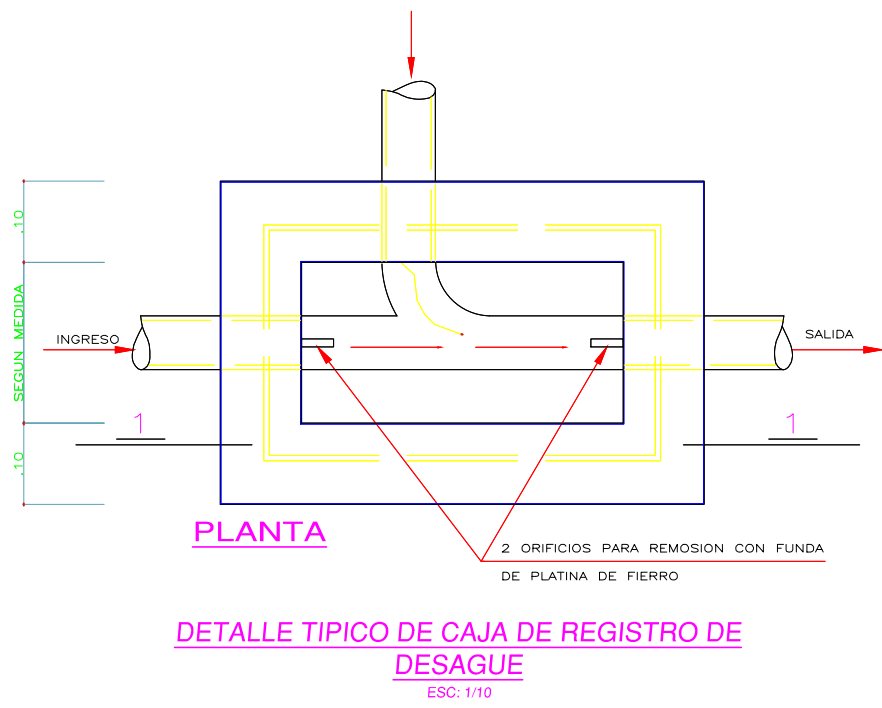 .10
SEGUN MEDIDA
.10
INGRESO
SALIDA
1
1
PLANTA
2 ORIFICIOS PARA REMOSION CON FUNDA
DE PLATINA DE FIERRO
DETALLE TIPICO DE CAJA DE REGISTRO DE
DESAGUE
ESC: 1/10